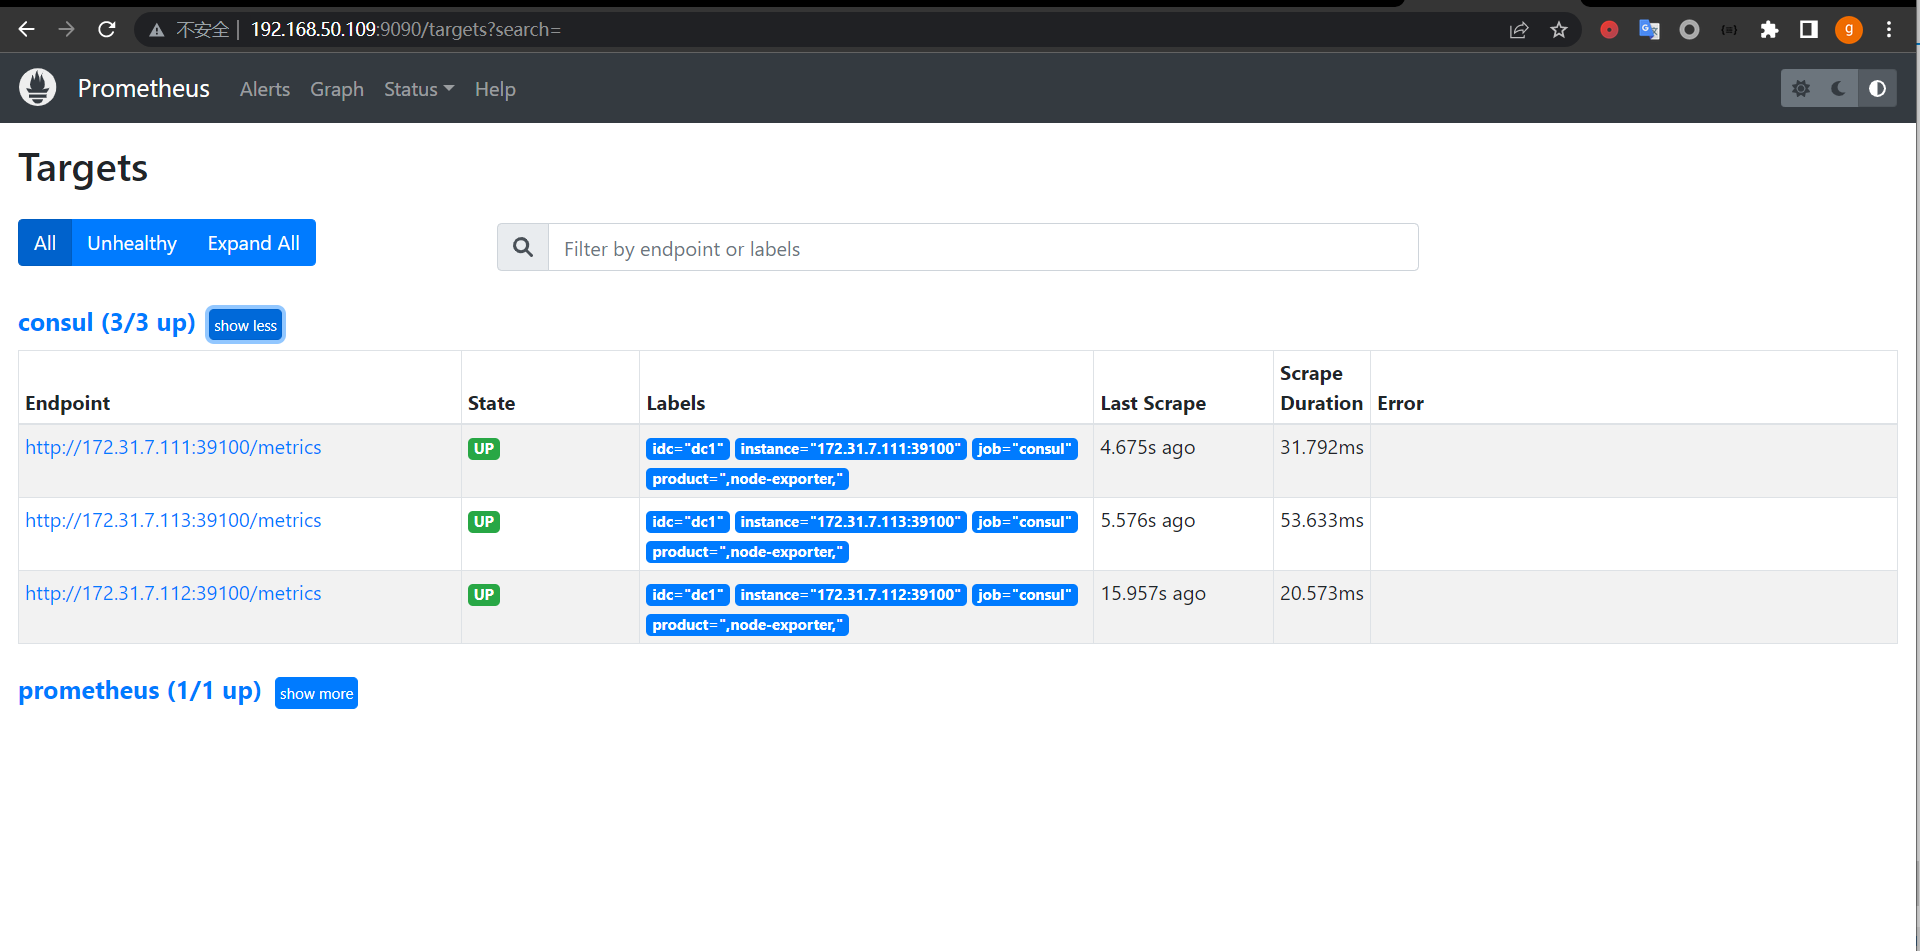 不安全 | 192.168.50.109:9090/targets?search=
g
Prometheus Alerts Graph Status Help
Targets
All Unhealthy Expand All
Filter by endpoint or labels
consul (3/3 up) show less
Endpoint State Labels Last Scrape Scrape Duration Error
http://172.31.7.111:39100/metrics UP idc="dc1" instance="172.31.7.111:39100" job="consul" 4.675s ago 31.792ms
product=",node-exporter,"
http://172.31.7.113:39100/metrics UP idc="dc1" instance="172.31.7.113:39100" job="consul" 5.576s ago 53.633ms
product=",node-exporter,"
http://172.31.7.112:39100/metrics UP idc="dc1" instance="172.31.7.112:39100" job="consul" 15.957s ago 20.573ms
product=",node-exporter,"
prometheus (1/1 up) show more